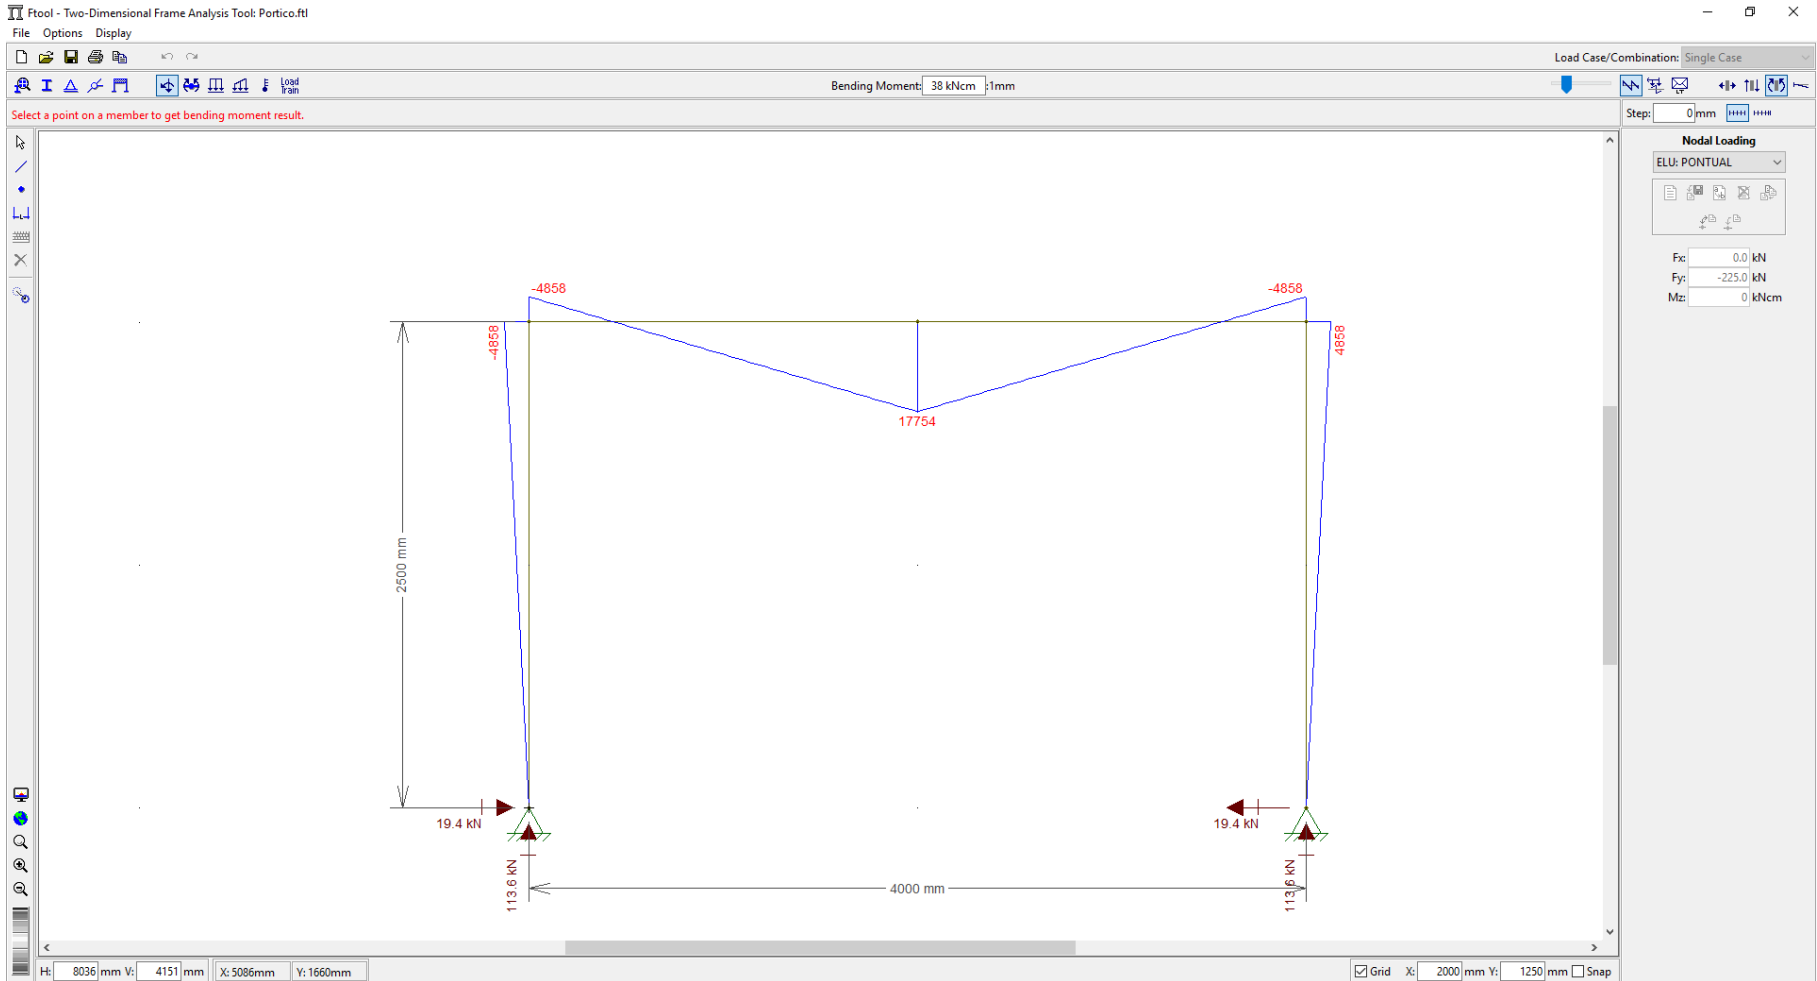 Ftool - Two-Dimensional Frame Analysis Tool: Portico.ftl
File Options Display
Load Case/Combination: Single Case
Load Train
Bending Moment: 38 kNcm :1mm
Select a point on a member to get bending moment result.
Step: 0 mm
Nodal Loading
ELU: PONTUAL
Fx: 0.0 kN
Fy: -225.0 kN
Mz: 0 kNcm
-4858
-4858
-4858
4858
17754
2500 mm
19.4 kN
19.4 kN
113.6 kN
113.6 kN
4000 mm
H: 8036 mm V: 4151 mm X: 5086mm Y: 1660mm
Grid X: 2000 mm Y: 1250 mm Snap